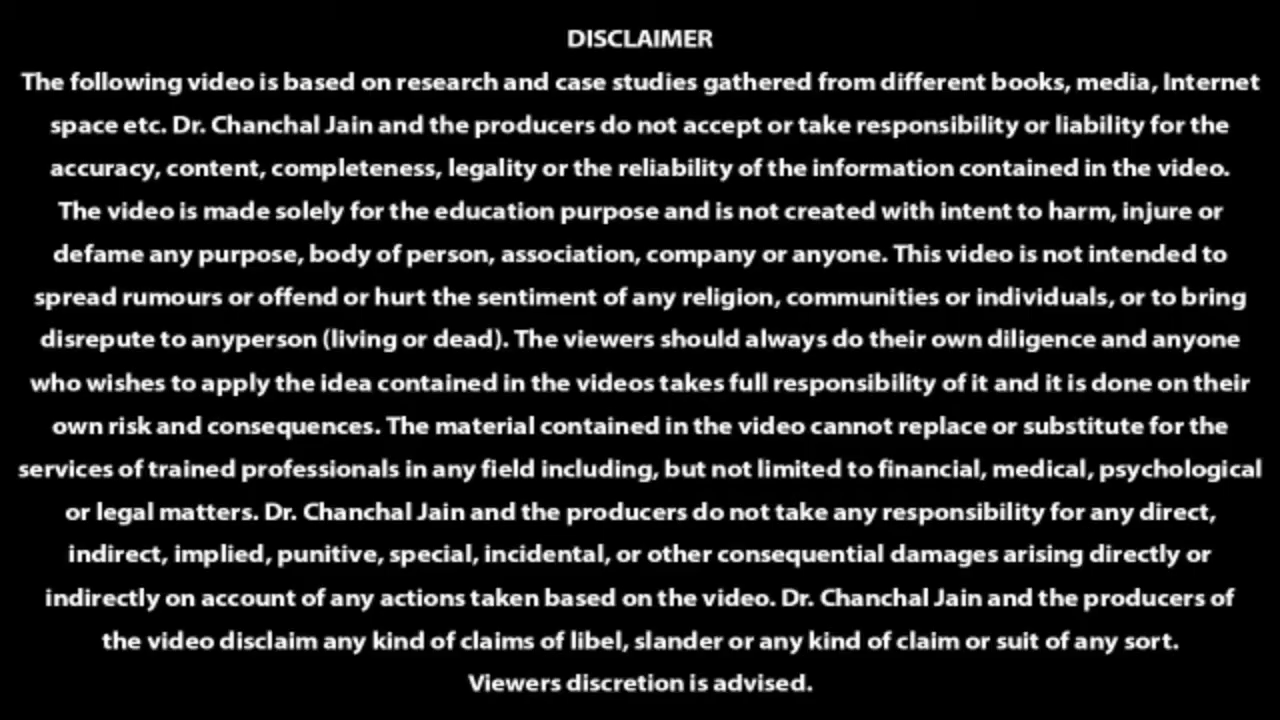 DISCLAIMER
The following video is based on research and case studies gathered from different books, media, Internet
space etc. Dr. Chanchal Jain and the producers do not accept or take responsibility or liability for the
accuracy, content, completeness, legality or the reliability of the information contained in the video.
The video is made solely for the education purpose and is not created with intent to harm, injure or
defame any purpose, body of person, association, company or anyone. This video is not intended to
spread rumours or offend or hurt the sentiment of any religion, communities or individuals, or to bring
disrepute to anyperson (living or dead). The viewers should always do their own diligence and anyone
who wishes to apply the idea contained in the videos takes full responsibility of it and it is done on their
own risk and consequences. The material contained in the video cannot replace or substitute for the
services of trained professionals in any field including, but not limited to financial, medical, psychological
or legal matters. Dr. Chanchal Jain and the producers do not take any responsibility for any direct,
indirect, implied, punitive, special, incidental, or other consequential damages arising directly or
indirectly on account of any actions taken based on the video. Dr. Chanchal Jain and the producers of
the video disclaim any kind of claims of libel, slander or any kind of claim or suit of any sort.
Viewers discretion is advised.